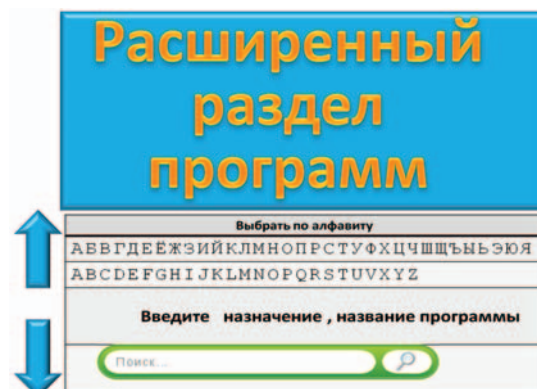 Расширенный
раздел
программ
Выбрать по алфавиту
АБВГДЕЁЖЗИЙКЛМНОПРСТУФХЦЧШЩЪЫЬЭЮЯ
ABCDEFGHIJKLMNOPQRSTUVXYZ
Введите назначение , название программы
Поиск...